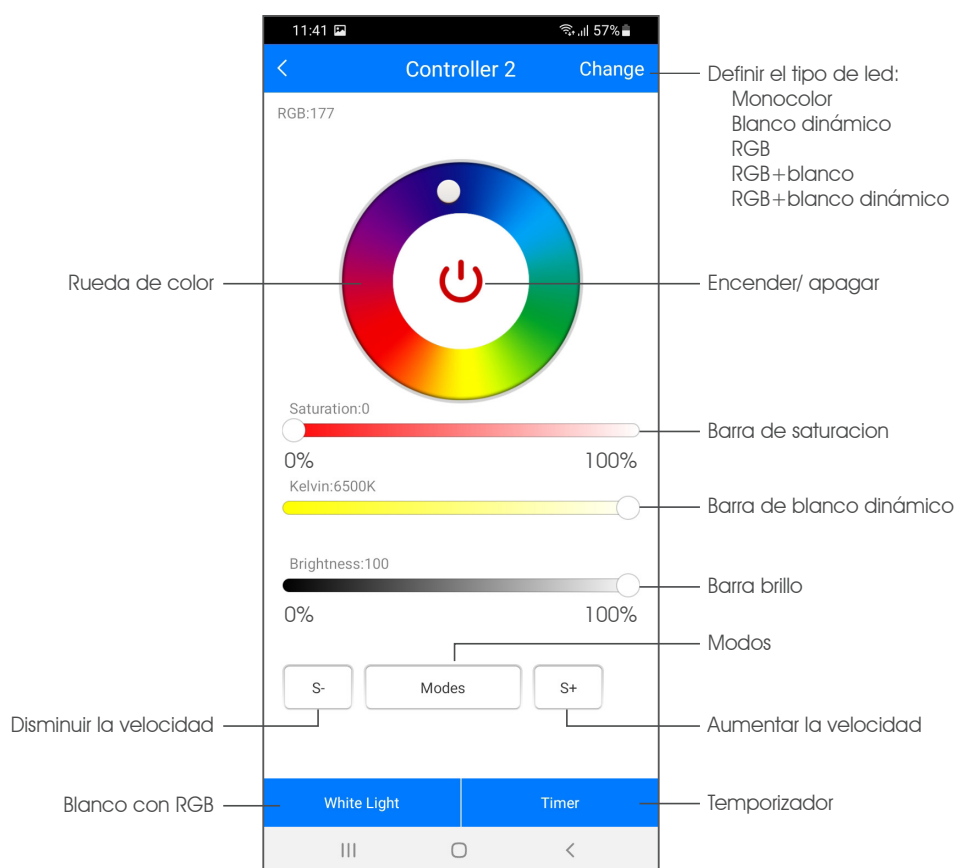 11:41
57%
Controller 2
Change
Definir el tipo de led:
Monocolor
Blanco dinámico
RGB
RGB+blanco
RGB+blanco dinámico
RGB:177
Rueda de color
Encender/ apagar
Saturation:0
Barra de saturacion
0%
100%
Kelvin:6500K
Barra de blanco dinámico
Brightness:100
Barra brillo
0%
100%
Modos
S-
Modes
S+
Disminuir la velocidad
Aumentar la velocidad
Blanco con RGB
White Light
Timer
Temporizador